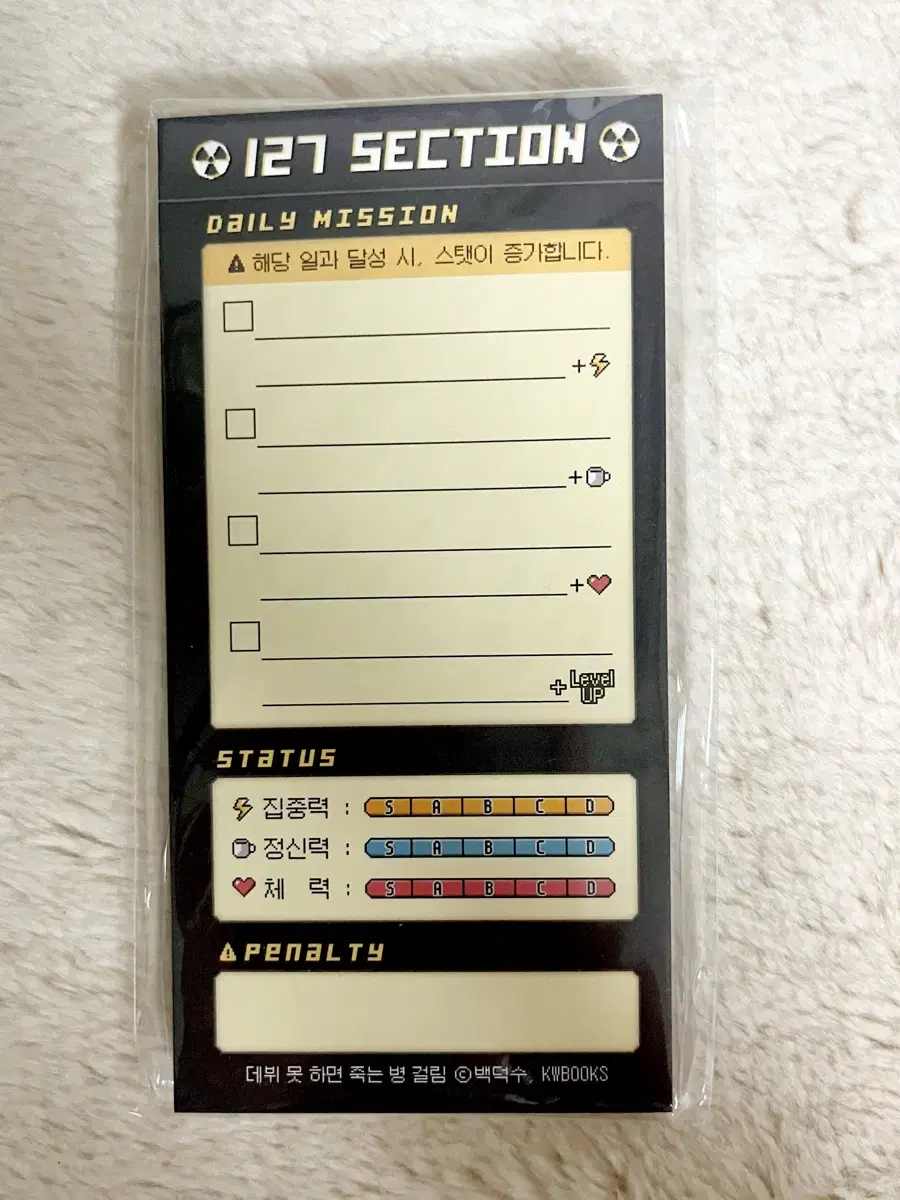 127 SECTION
DAILY MISSION
해당 일과 달성 시, 스탯이 증가합니다.
+
+
+
+ Level UP
STATUS
집중력 : S A B C D
정신력 : S A B C D
체 력 : S A B C D
PENALTY
데뷔 못 하면 죽는 병 걸림 ⓒ백덕수, KWBOOKS